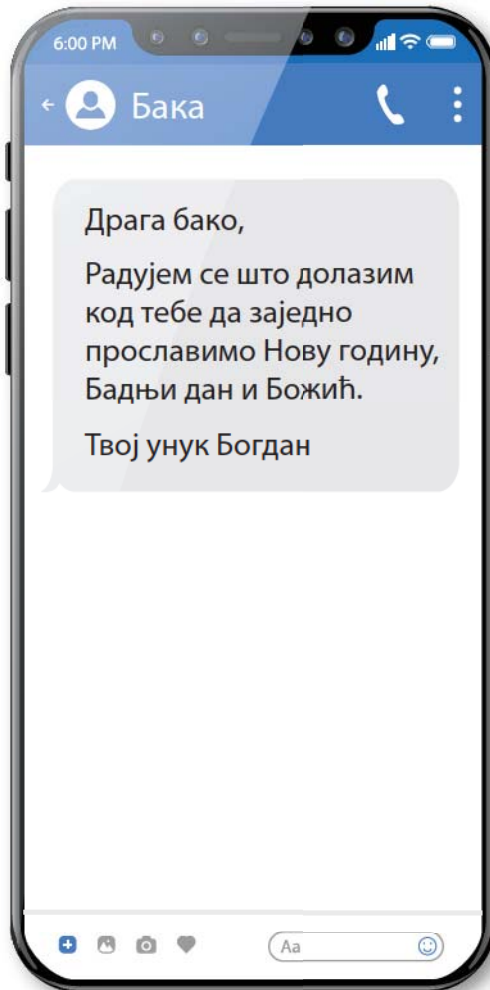 6:00 PM
Бака
Драга бако,
Радујем се што долазим
код тебе да заједно
прославимо Нову годину,
Бадњи дан и Божић.
Твој унук Богдан
Aa